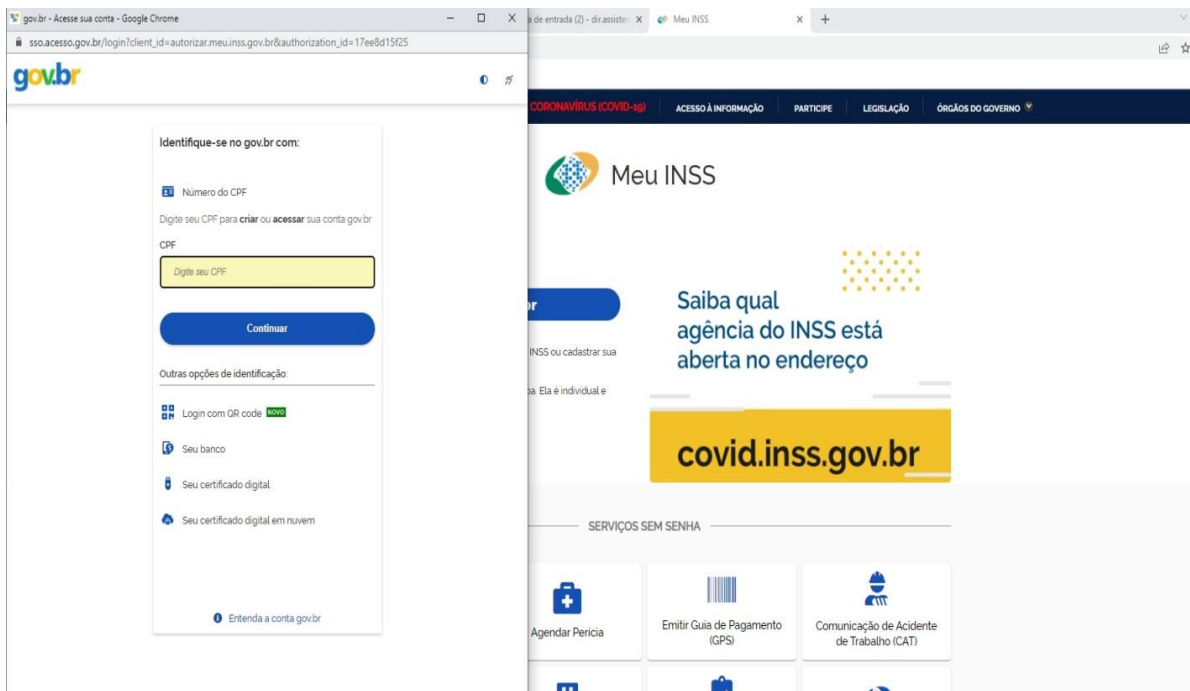 gov.br - Acesse sua conta - Google Chrome
sso.acesso.gov.br/login?client_id=autorizar.meu.inss.gov.br&authorization_id=17ee8d15f25
gov.br
Identifique-se no gov.br com:
Número do CPF
Digite seu CPF para criar ou acessar sua conta gov.br
CPF
Digite seu CPF
Continuar
Outras opções de identificação:
Login com QR code NOVO
Seu banco
Seu certificado digital
Seu certificado digital em nuvem
Entenda a conta gov.br
a de entrada (2) - dir.assister
Meu INSS
CORONAVÍRUS (COVID-19) ACESSO À INFORMAÇÃO PARTICIPE LEGISLAÇÃO ÓRGÃOS DO GOVERNO
Meu INSS
or
INSS ou cadastrar sua
Ela é individual e
Saiba qual
agência do INSS está
aberta no endereço
covid.inss.gov.br
SERVIÇOS SEM SENHA
Agendar Perícia
Emitir Guia de Pagamento
(GPS)
Comunicação de Acidente
de Trabalho (CAT)